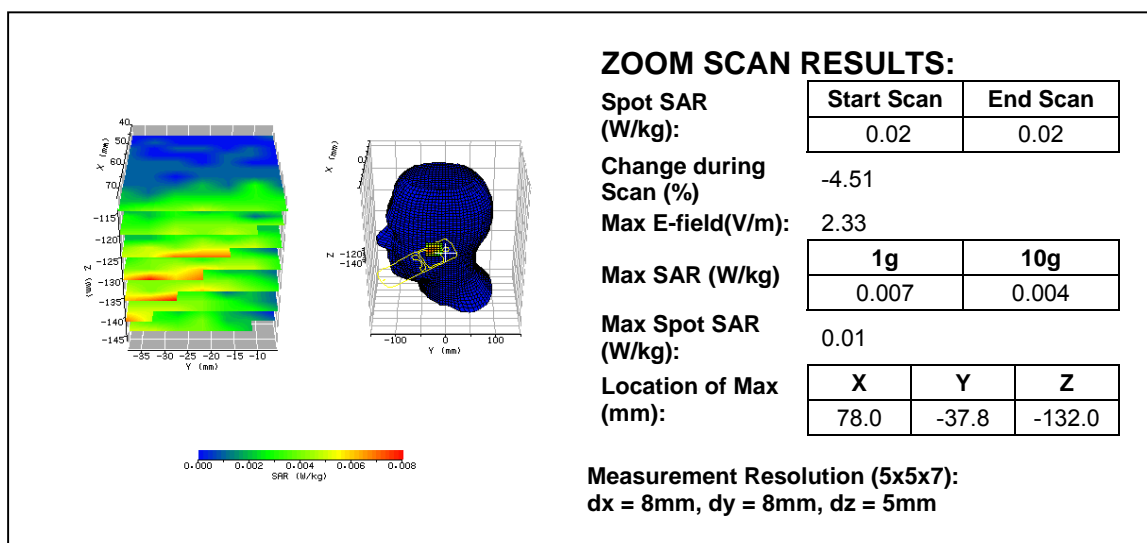 ZOOM SCAN RESULTS:
Spot SAR
(W/kg):
Start Scan End Scan
0.02 0.02
Change during
Scan (%)
-4.51
Max E-field(V/m): 2.33
Max SAR (W/kg)
1g 10g
0.007 0.004
Max Spot SAR
(W/kg):
0.01
Location of Max
(mm):
X Y Z
78.0 -37.8 -132.0
Measurement Resolution (5x5x7):
dx = 8mm, dy = 8mm, dz = 5mm
40
50
60
70
X (mm)
-115
-120
-125
-130
-135
-140
-145
Z (mm)
-35 -30 -25 -20 -15 -10
Y (mm)
X (mm)
Z
-120
-140
-100 0 100
Y (mm)
0.000 0.002 0.004 0.006 0.008
SAR (W/kg)